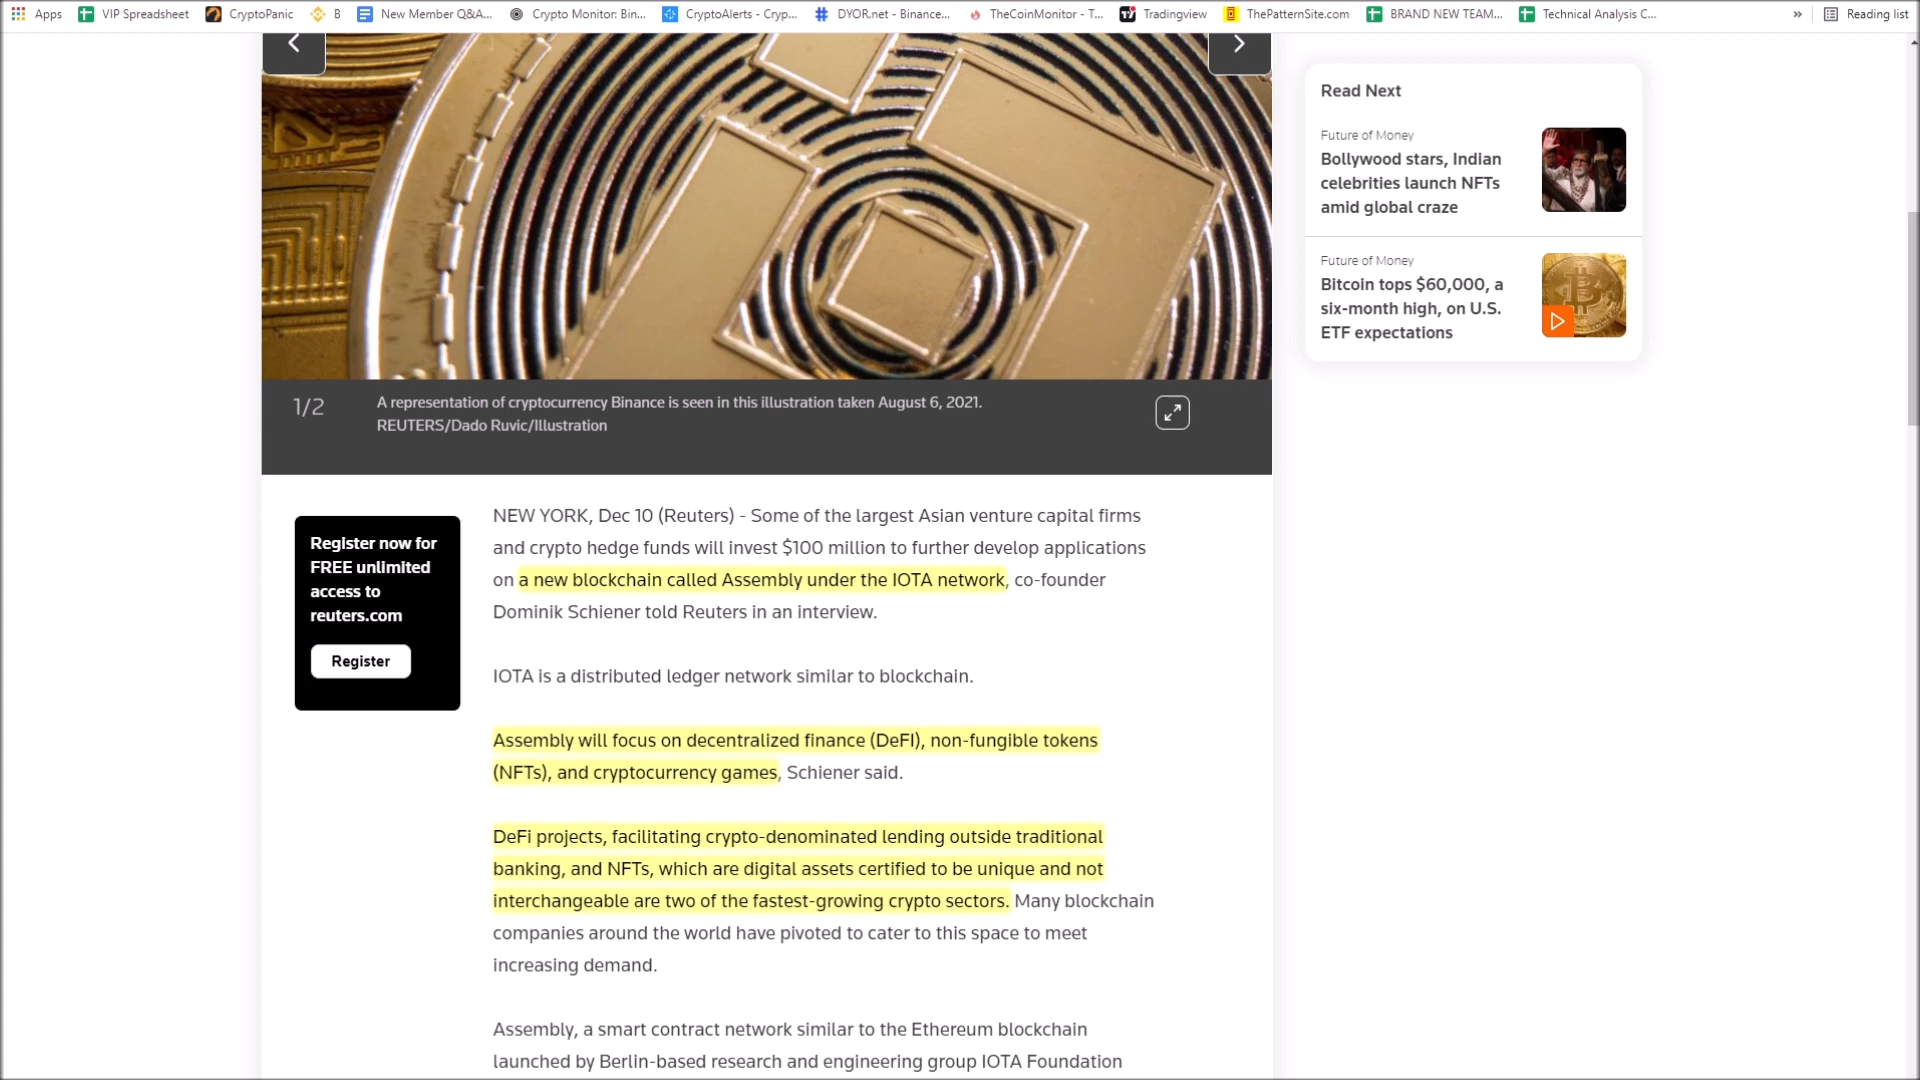 Apps VIP Spreadsheet CryptoPanic B New Member Q&A... Crypto Monitor: Bin... CryptoAlerts - Cryp... DYOR.net - Binance... TheCoinMonitor - T... Tradingview ThePatternSite.com BRAND NEW TEAM... Technical Analysis C... » Reading list
1/2
A representation of cryptocurrency Binance is seen in this illustration taken August 6, 2021.
REUTERS/Dado Ruvic/Illustration
Register now for
FREE unlimited
access to
reuters.com
Register
NEW YORK, Dec 10 (Reuters) - Some of the largest Asian venture capital firms
and crypto hedge funds will invest $100 million to further develop applications
on a new blockchain called Assembly under the IOTA network, co-founder
Dominik Schiener told Reuters in an interview.
IOTA is a distributed ledger network similar to blockchain.
Assembly will focus on decentralized finance (DeFI), non-fungible tokens
(NFTs), and cryptocurrency games, Schiener said.
DeFi projects, facilitating crypto-denominated lending outside traditional
banking, and NFTs, which are digital assets certified to be unique and not
interchangeable are two of the fastest-growing crypto sectors. Many blockchain
companies around the world have pivoted to cater to this space to meet
increasing demand.
Assembly, a smart contract network similar to the Ethereum blockchain
launched by Berlin-based research and engineering group IOTA Foundation
Read Next
Future of Money
Bollywood stars, Indian
celebrities launch NFTs
amid global craze
Future of Money
Bitcoin tops $60,000, a
six-month high, on U.S.
ETF expectations